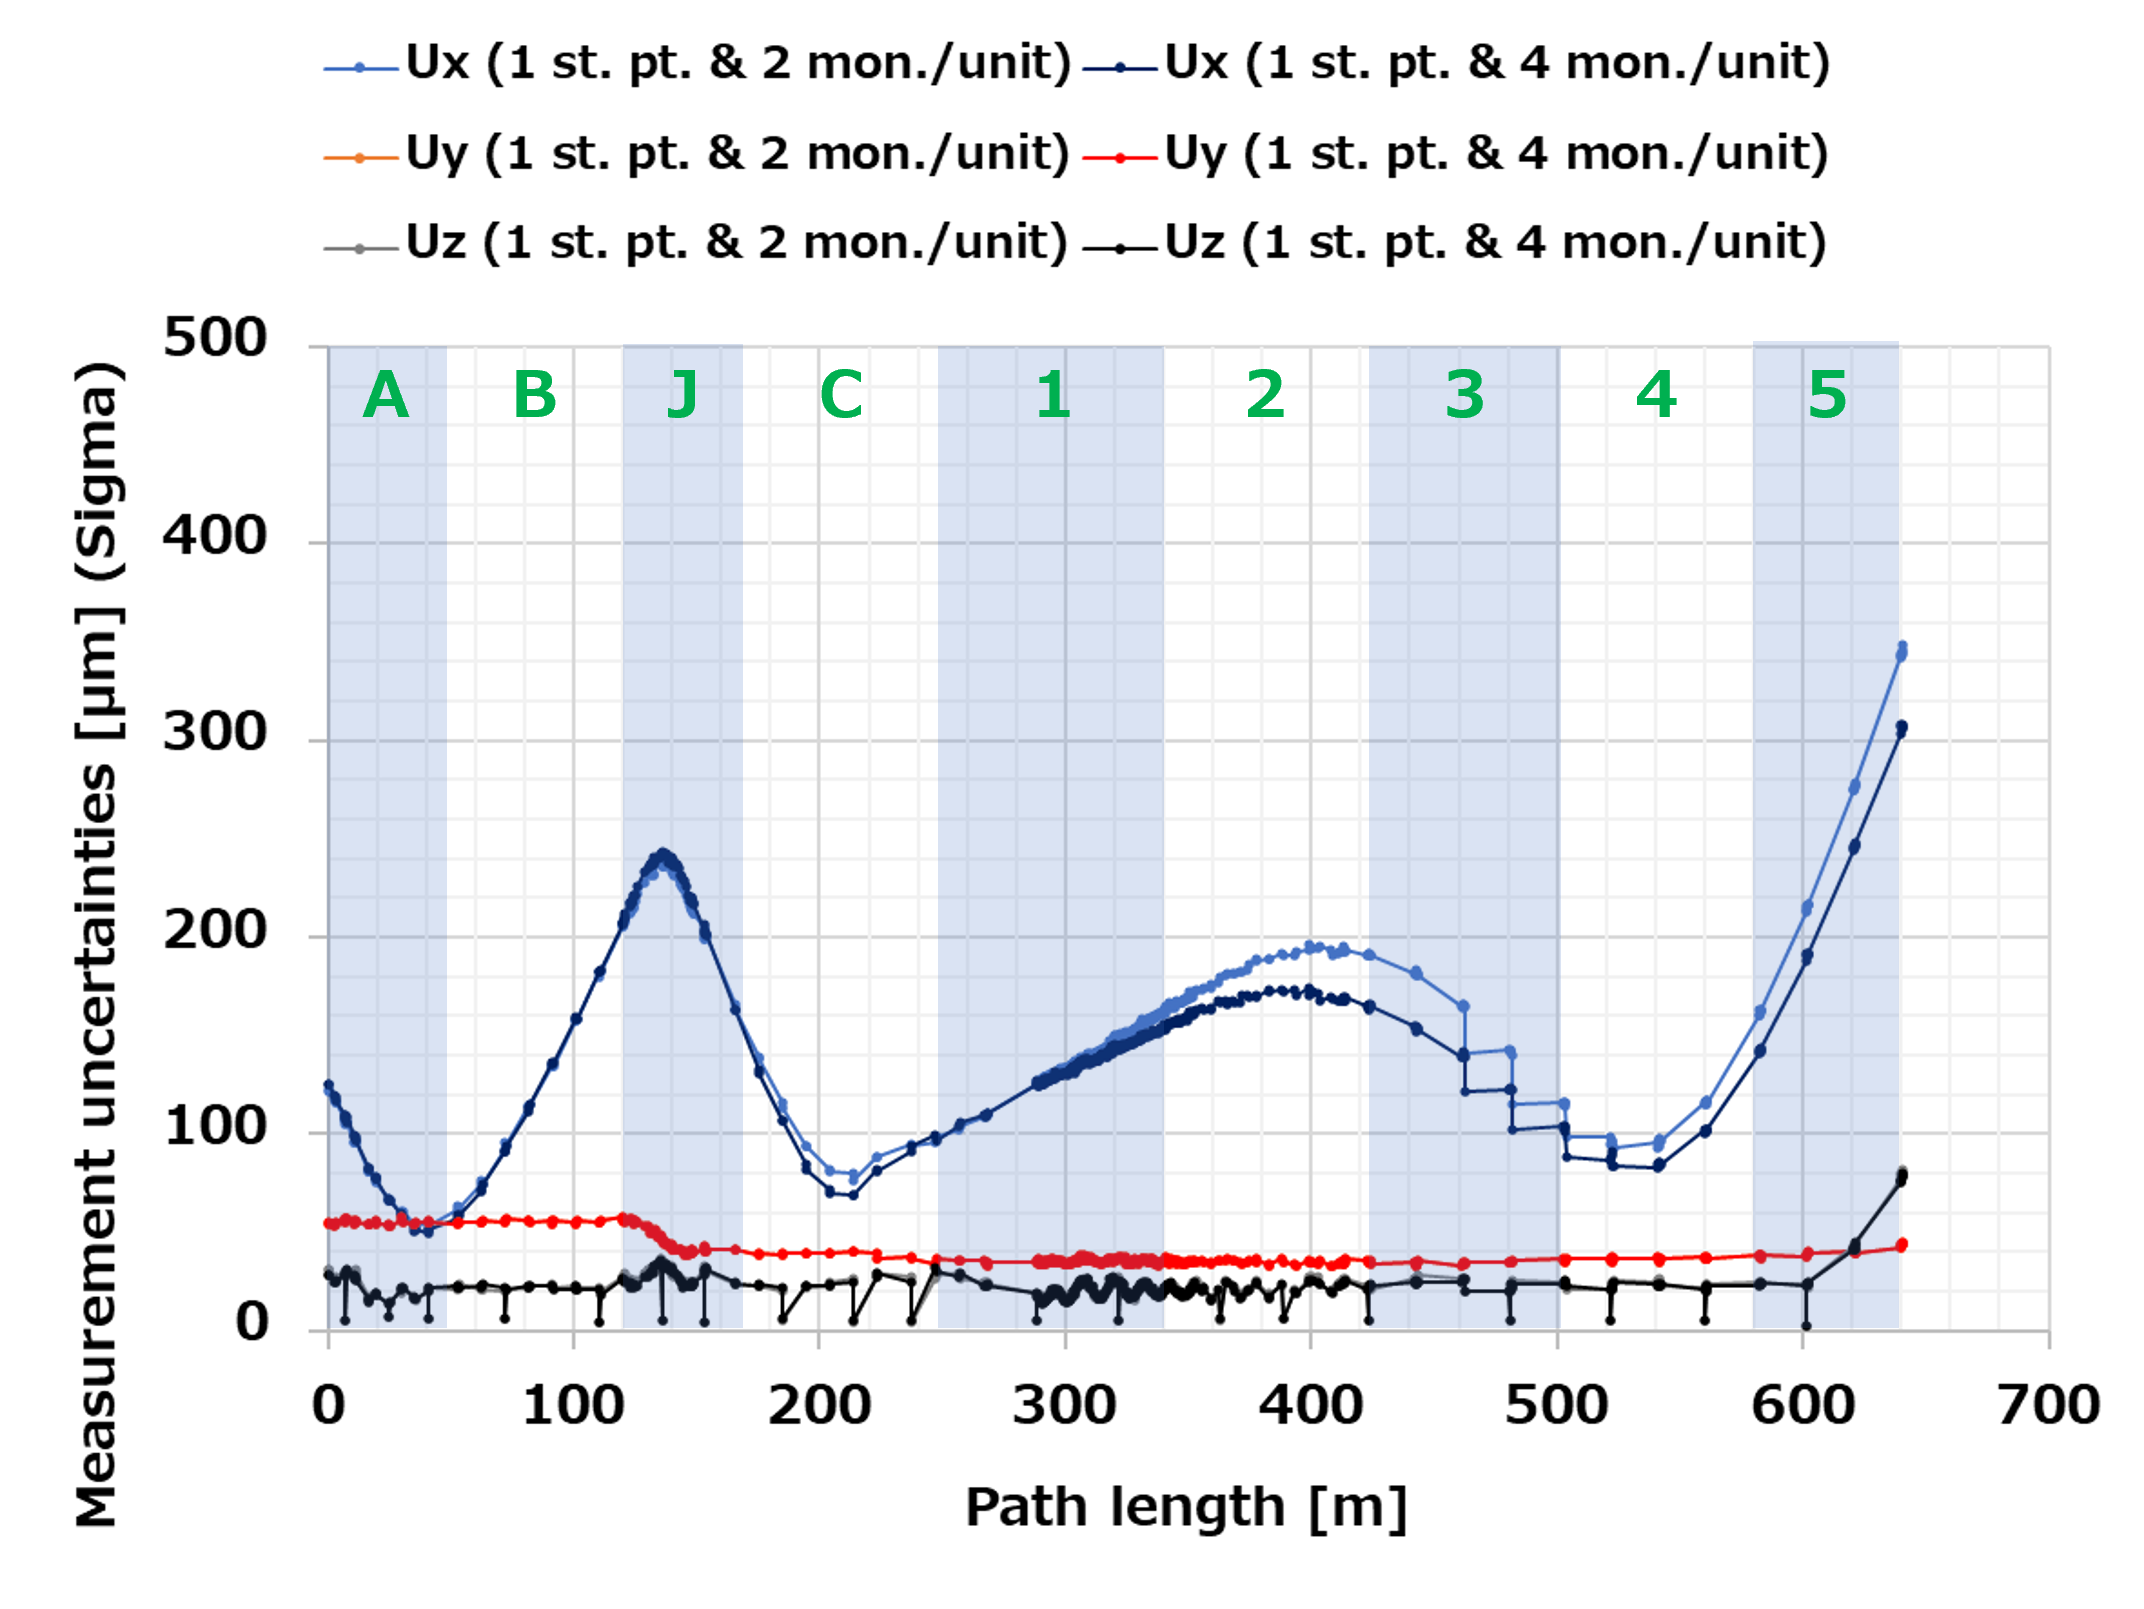 Ux (1 st. pt. & 2 mon./unit) Ux (1 st. pt. & 4 mon./unit)
Uy (1 st. pt. & 2 mon./unit) Uy (1 st. pt. & 4 mon./unit)
Uz (1 st. pt. & 2 mon./unit) Uz (1 st. pt. & 4 mon./unit)
Measurement uncertainties [µm] (Sigma)
500
400
300
200
100
0
A B J C 1 2 3 4 5
0 100 200 300 400 500 600 700
Path length [m]